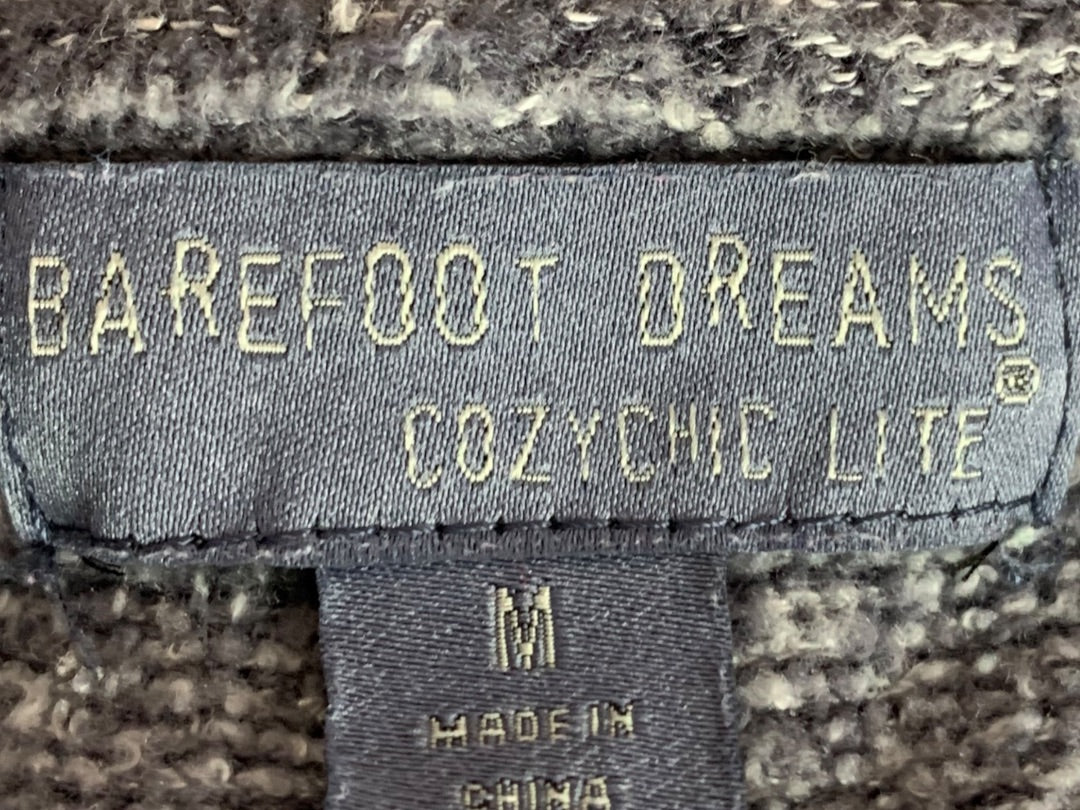 BAREFOOT DREAMS
COZYCHIC LITE®
M
MADE IN
CHINA